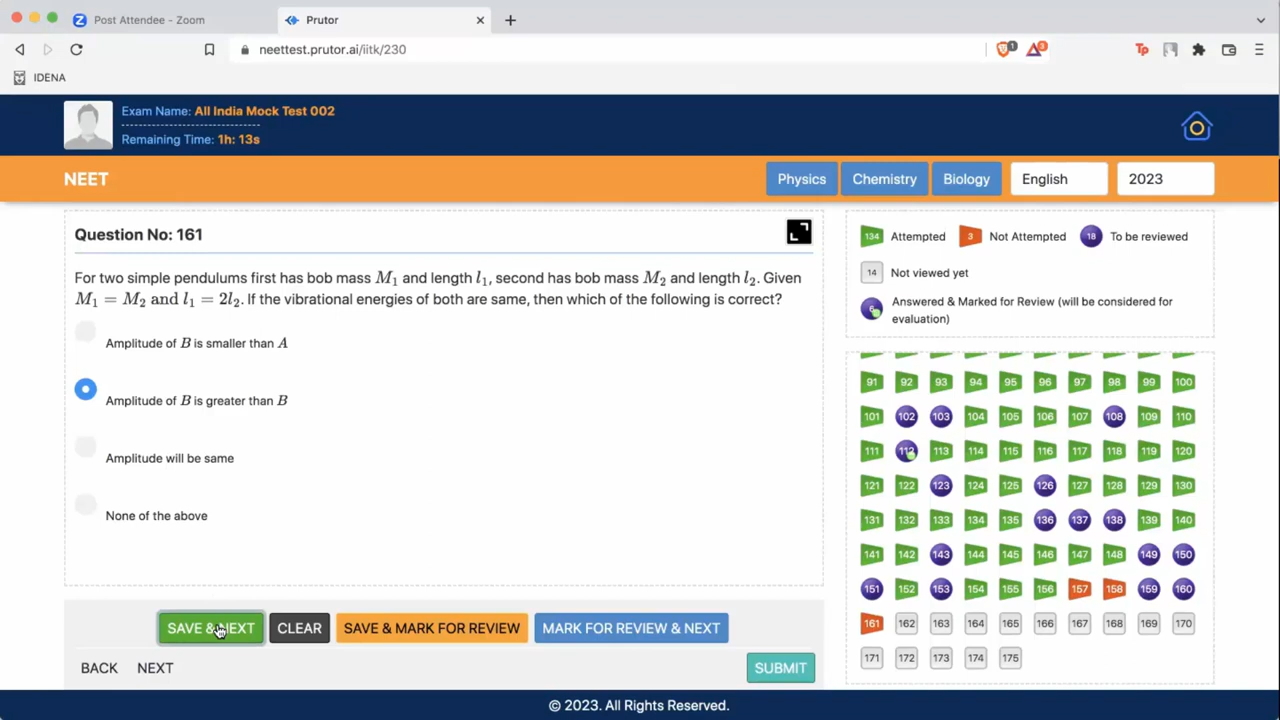 Post Attendee - Zoom
Prutor
neettest.prutor.ai/iitk/230
1
3
Tp
IDENA
Exam Name: All India Mock Test 002
Remaining Time: 1h: 13s
NEET
Physics
Chemistry
Biology
English
2023
Question No: 161
For two simple pendulums first has bob mass M₁ and length l₁, second has bob mass M₂ and length l₂. Given
M₁ = M₂ and l₁ = 2l₂. If the vibrational energies of both are same, then which of the following is correct?
Amplitude of B is smaller than A
Amplitude of B is greater than B
Amplitude will be same
None of the above
SAVE & NEXT
CLEAR
SAVE & MARK FOR REVIEW
MARK FOR REVIEW & NEXT
BACK
NEXT
SUBMIT
134 Attempted
3 Not Attempted
18 To be reviewed
14 Not viewed yet
Answered & Marked for Review (will be considered for
evaluation)
91 92 93 94 95 96 97 98 99 100
101 102 103 104 105 106 107 108 109 110
111 112 113 114 115 116 117 118 119 120
121 122 123 124 125 126 127 128 129 130
131 132 133 134 135 136 137 138 139 140
141 142 143 144 145 146 147 148 149 150
151 152 153 154 155 156 157 158 159 160
161 162 163 164 165 166 167 168 169 170
171 172 173 174 175
© 2023. All Rights Reserved.